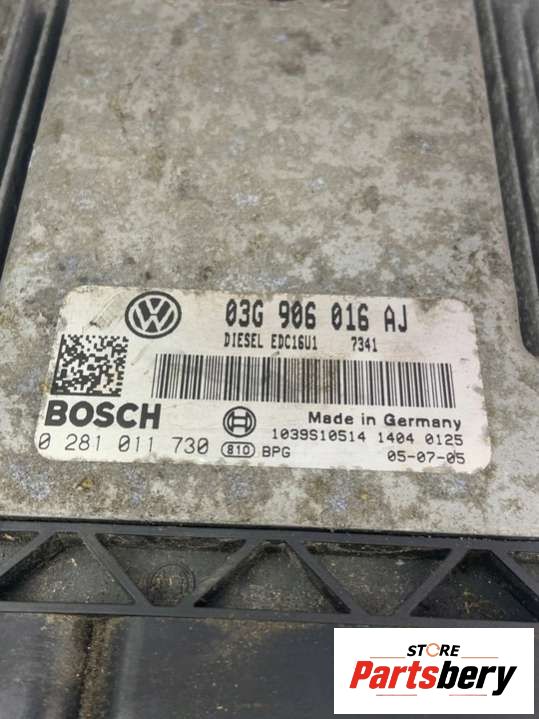 03G 906 016 AJ
DIESEL EDC16U1 7341
BOSCH
Made in Germany
0 281 011 730 810 BPG
1039S10514 1404 0125
05-07-05
STORE
Partsbery